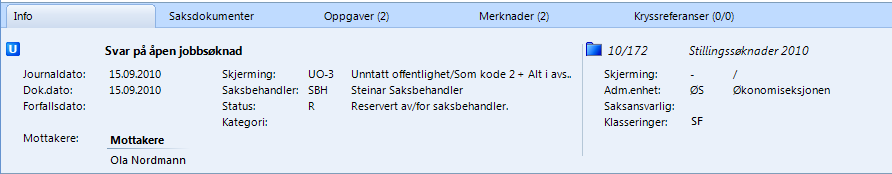 Info Saksdokumenter Oppgaver (2) Merknader (2) Kryssreferanser (0/0)
U Svar på åpen jobbsøknad 10/172 Stillingssøknader 2010
Journaldato: 15.09.2010 Skjerming: UO-3 Unntatt offentlighet/Som kode 2 + Alt i avs.. Skjerming: - /
Dok.dato: 15.09.2010 Saksbehandler: SBH Steinar Saksbehandler Adm.enhet: ØS Økonomiseksjonen
Forfallsdato: Status: R Reservert av/for saksbehandler. Saksansvarlig:
Kategori: Klasseringer: SF
Mottakere: Mottakere
Ola Nordmann